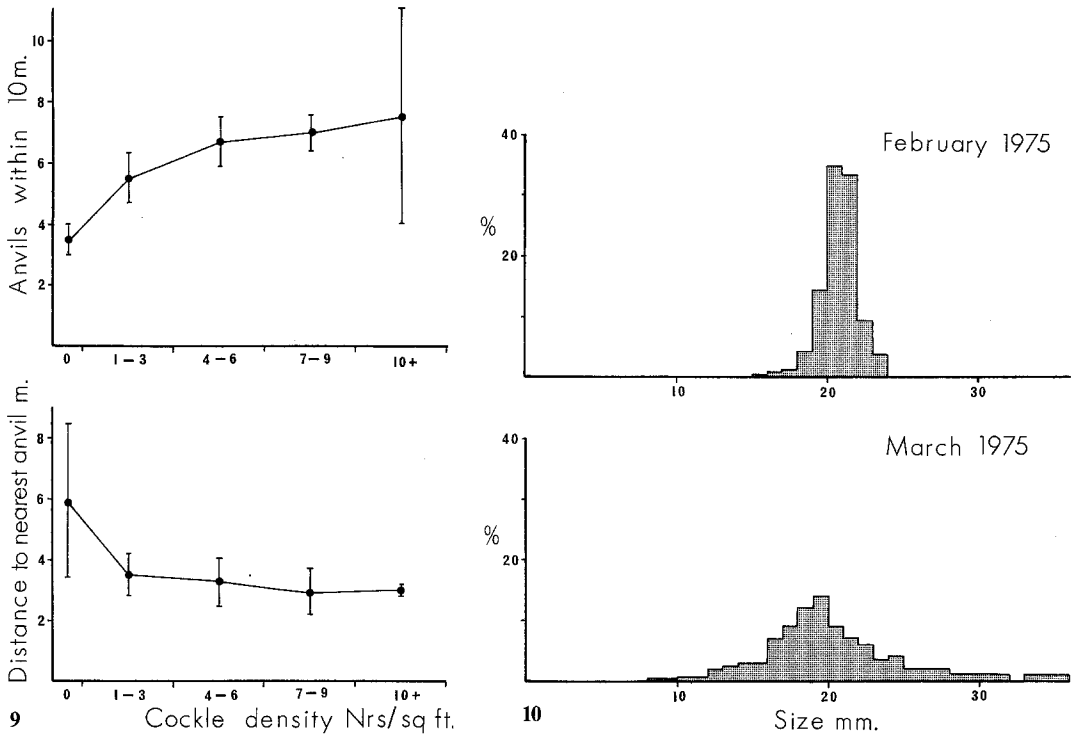 Anvils within 10m.
10
8
6
4
2
0 1–3 4–6 7–9 10+
Distance to nearest anvil m.
8
6
4
2
0 1–3 4–6 7–9 10+
9 Cockle density Nrs/sq ft.
February 1975
40
%
20
10 20 30
March 1975
40
%
20
10 20 30
10 Size mm.